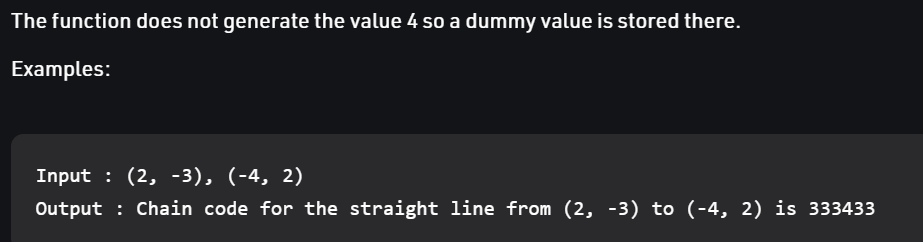 The function does not generate the value 4 so a dummy value is stored there.
Examples:
Input : (2, -3), (-4, 2)
Output : Chain code for the straight line from (2, -3) to (-4, 2) is 333433